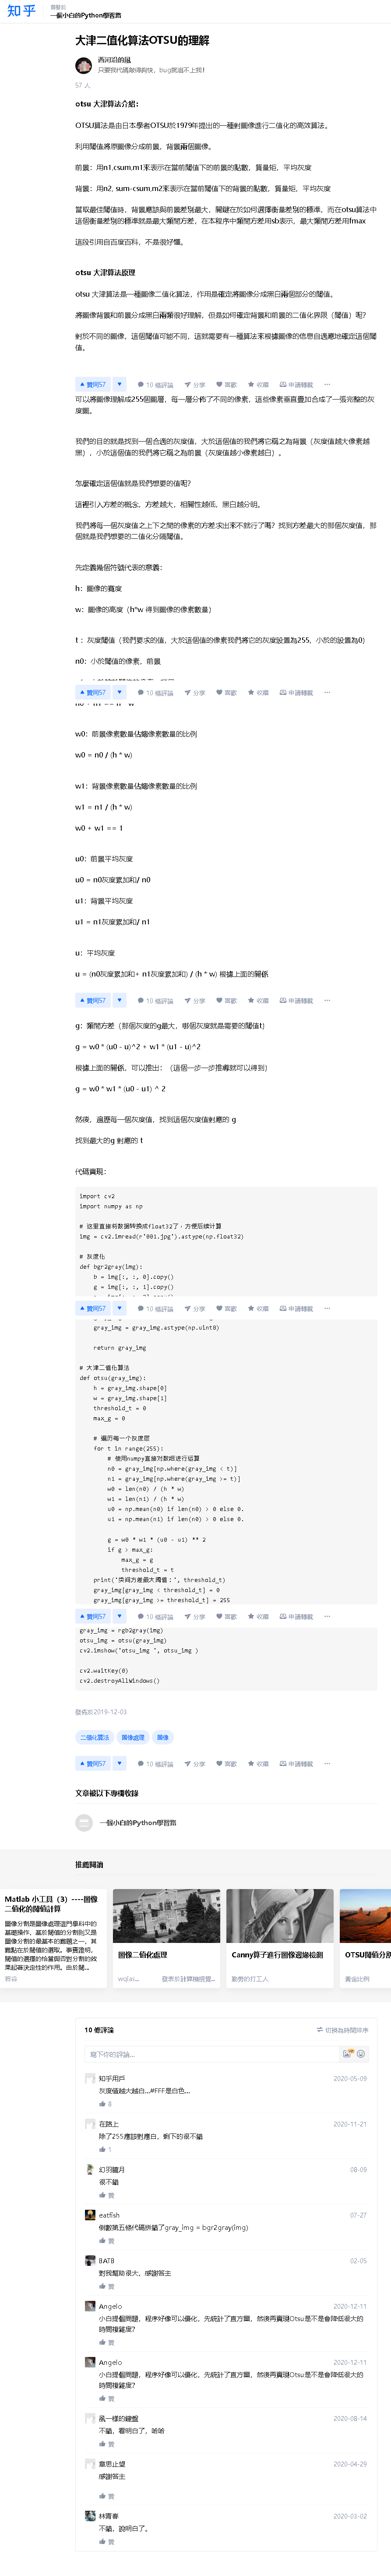 知乎
首發於
一個小白的Python學習路
大津二值化算法OTSU的理解
西河沿的風
只要我代碼敲得夠快，bug就追不上我！
57 人
otsu 大津算法介紹：
OTSU算法是由日本學者OTSU於1979年提出的一種對圖像進行二值化的高效算法。
利用閾值將原圖像分成前景，背景兩個圖像。
前景：用n1,csum,m1來表示在當前閾值下的前景的點數，質量矩，平均灰度
背景：用n2, sum-csum,m2來表示在當前閾值下的背景的點數，質量矩，平均灰度
當取最佳閾值時，背景應該與前景差別最大，關鍵在於如何選擇衡量差別的標準，而在otsu算法中
這個衡量差別的標準就是最大類間方差，在本程序中類間方差用sb表示，最大類間方差用fmax
這段引用自百度百科，不是很好懂。
otsu 大津算法原理
otsu 大津算法是一種圖像二值化算法，作用是確定將圖像分成黑白兩個部分的閾值。
將圖像背景和前景分成黑白兩類很好理解，但是如何確定背景和前景的二值化界限（閾值）呢？
對於不同的圖像，這個閾值可能不同，這就需要有一種算法來根據圖像的信息自適應地確定這個閾
值。
贊同57 10 條評論 分享 喜歡 收藏 申請轉載
可以將圖像理解成255個圖層，每一層分佈了不同的像素，這些像素垂直疊加合成了一張完整的灰
度圖。
我們的目的就是找到一個合適的灰度值，大於這個值的我們將它稱之為背景（灰度值越大像素越
黑），小於這個值的我們將它稱之為前景（灰度值越小像素越白）。
怎麼確定這個值就是我們想要的值呢？
這裡引入方差的概念，方差越大，相關性越低，黑白越分明。
我們將每一個灰度值之上下之間的像素的方差求出來不就行了嗎？找到方差最大的那個灰度值，那
個就是我們想要的二值化分隔閾值。
先定義幾個符號代表的意義：
h：圖像的寬度
w：圖像的高度（h*w 得到圖像的像素數量）
t ：灰度閾值（我們要求的值，大於這個值的像素我們將它的灰度設置為255，小於的設置為0）
n0：小於閾值的像素，前景
贊同57 10 條評論 分享 喜歡 收藏 申請轉載
n0 + n1 == h * w
w0：前景像素數量佔總像素數量的比例
w0 = n0 / (h * w)
w1：背景像素數量佔總像素數量的比例
w1 = n1 / (h * w)
w0 + w1 == 1
u0：前景平均灰度
u0 = n0灰度累加和/ n0
u1：背景平均灰度
u1 = n1灰度累加和/ n1
u：平均灰度
u = (n0灰度累加和+ n1灰度累加和) / (h * w) 根據上面的關係
贊同57 10 條評論 分享 喜歡 收藏 申請轉載
g：類間方差（那個灰度的g最大，哪個灰度就是需要的閾值t）
g = w0 * (u0 - u)^2 + w1 * (u1 - u)^2
根據上面的關係，可以推出：（這個一步一步推導就可以得到）
g = w0 * w1 * (u0 - u1) ^ 2
然後，遍歷每一個灰度值，找到這個灰度值對應的 g
找到最大的g 對應的 t
代碼實現：
import cv2
import numpy as np
# 这里直接将数据转换成float32了，方便后续计算
img = cv2.imread(r'001.jpg').astype(np.float32)
# 灰度化
def bgr2gray(img):
b = img[:, :, 0].copy()
g = img[:, :, 1].copy()
贊同57 10 條評論 分享 喜歡 收藏 申請轉載
gray_img = gray_img.astype(np.uint8)
return gray_img
# 大津二值化算法
def otsu(gray_img):
h = gray_img.shape[0]
w = gray_img.shape[1]
threshold_t = 0
max_g = 0
# 遍历每一个灰度层
for t in range(255):
# 使用numpy直接对数组进行运算
n0 = gray_img[np.where(gray_img < t)]
n1 = gray_img[np.where(gray_img >= t)]
w0 = len(n0) / (h * w)
w1 = len(n1) / (h * w)
u0 = np.mean(n0) if len(n0) > 0 else 0.
u1 = np.mean(n1) if len(n0) > 0 else 0.
g = w0 * w1 * (u0 - u1) ** 2
if g > max_g:
max_g = g
threshold_t = t
print('类间方差最大阈值：', threshold_t)
gray_img[gray_img < threshold_t] = 0
gray_img[gray_img >= threshold_t] = 255
贊同57 10 條評論 分享 喜歡 收藏 申請轉載
gray_img = rgb2gray(img)
otsu_img = otsu(gray_img)
cv2.imshow("otsu_img ", otsu_img )
cv2.waitKey(0)
cv2.destroyAllWindows()
發佈於2019-12-03
二值化算法 圖像處理 圖像
贊同57 10 條評論 分享 喜歡 收藏 申請轉載
文章被以下專欄收錄
一個小白的Python學習路
推薦閱讀
Matlab 小工具（3）----圖像
二值化的閾值計算
圖像分割是圖像處理這門學科中的
基礎操作，基於閾值的分割則又是
圖像分割的最基本的難題之一，其
難點在於閾值的選取。事實證明，
閾值的選擇的恰當與否對分割的效
果起著決定性的作用。由於閾...
圖像二值化處理
發表於計算機視覺...
Canny算子進行圖像邊緣檢測
勤勞的打工人
OTSU閾值分割
黃金比例
10 條評論
切換為時間排序
寫下你的評論...
知乎用戶 2020-05-09
灰度值越大越白...#FFF是白色...
8
在路上 2020-11-21
除了255應該對應白，剩下的很不錯
1
幻羽朧月 08-09
很不錯
贊
eatfish 07-27
倒數第五條代碼拼錯了gray_img = bgr2gray(img)
贊
BATB 02-05
對我幫助很大，感謝答主
贊
Angelo 2020-12-11
小白提個問題，程序好像可以優化，先統計了直方圖，然後再實現Otsu是不是會降低很大的
時間複雜度？
贊
Angelo 2020-12-11
小白提個問題，程序好像可以優化，先統計了直方圖，然後再實現Otsu是不是會降低很大的
時間複雜度？
贊
風一樣的鍵盤 2020-08-14
不錯，看明白了，哈哈
贊
意思止望 2020-04-29
感謝答主
贊
林霄春 2020-03-02
不錯，說明白了。
贊